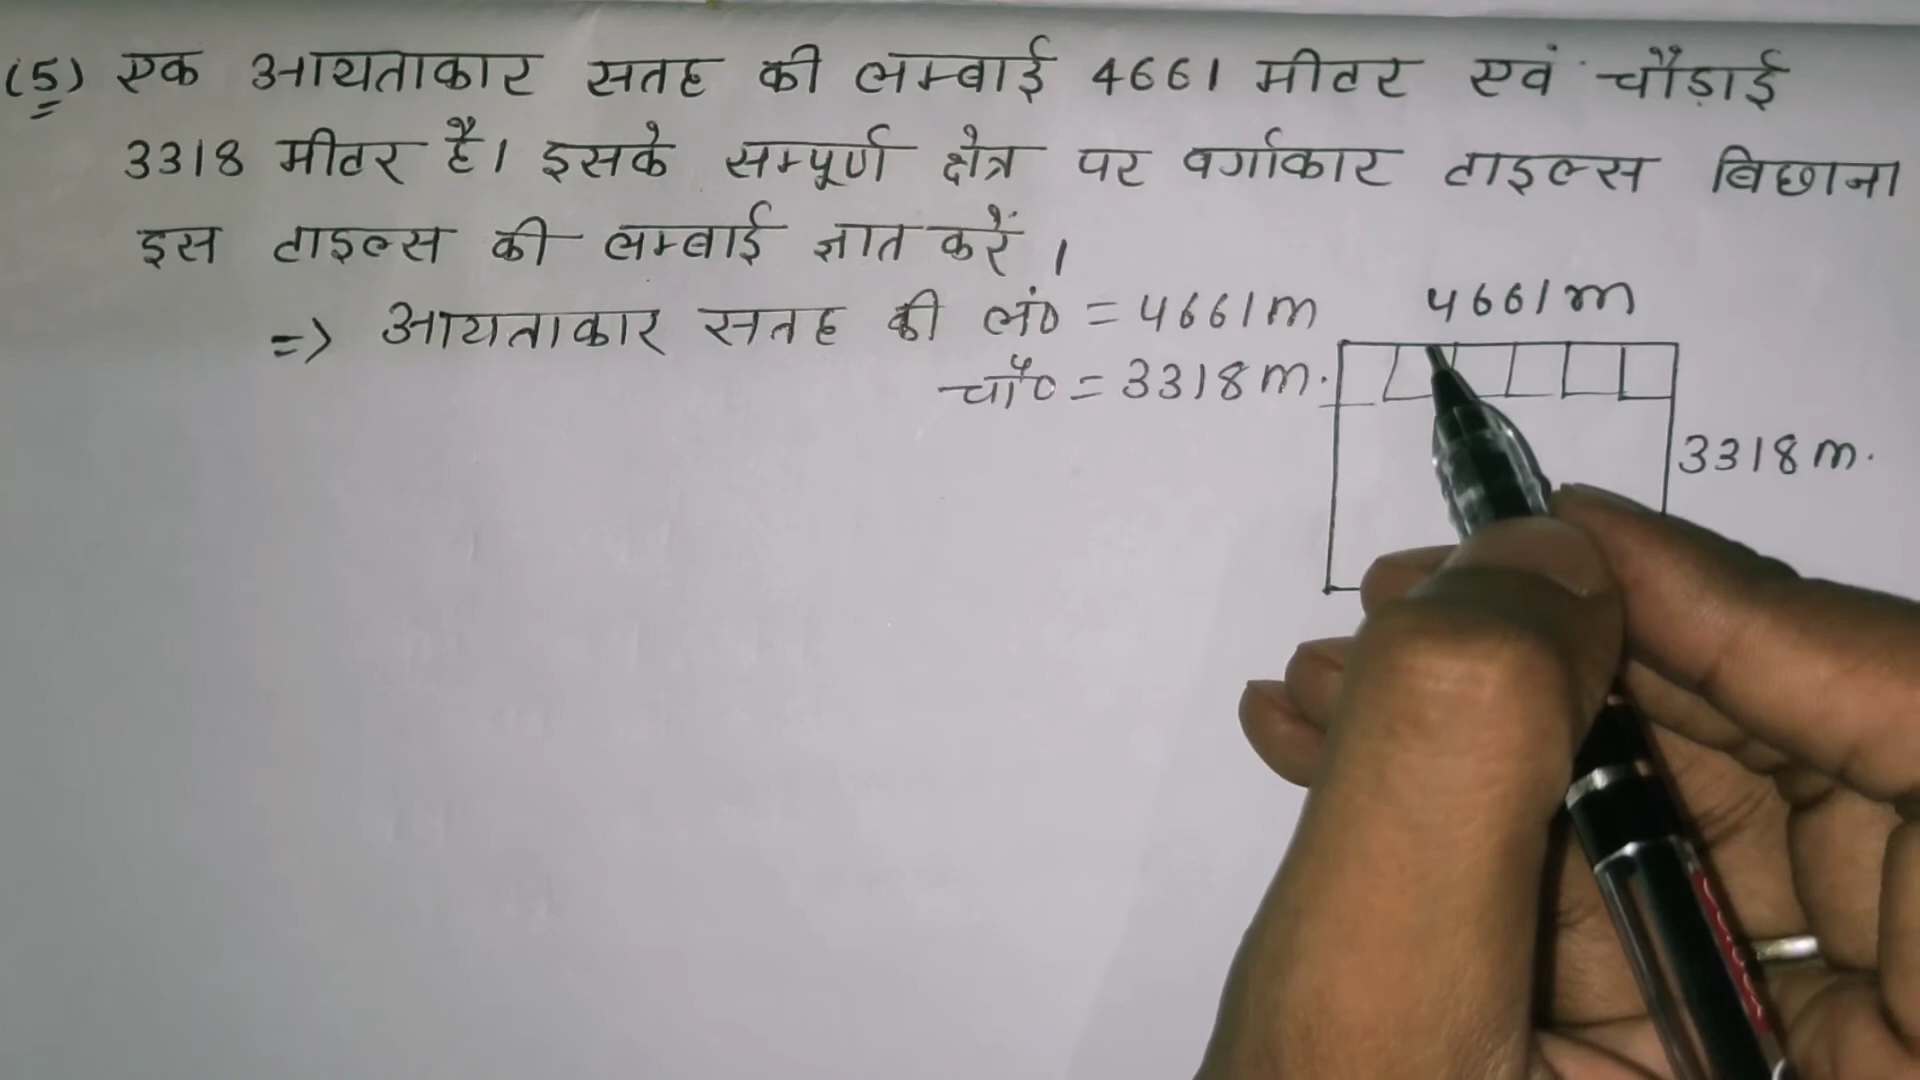 (5) एक आयताकार सतह की लम्बाई 4661 मीटर एवं चौड़ाई
3318 मीटर है। इसके सम्पूर्ण क्षेत्र पर वर्गाकार टाइल्स बिछाना
इस टाइल्स की लम्बाई ज्ञात करें।
=> आयताकार सतह की लं० = 4661m
चौ० = 3318m.
4661m
3318m.